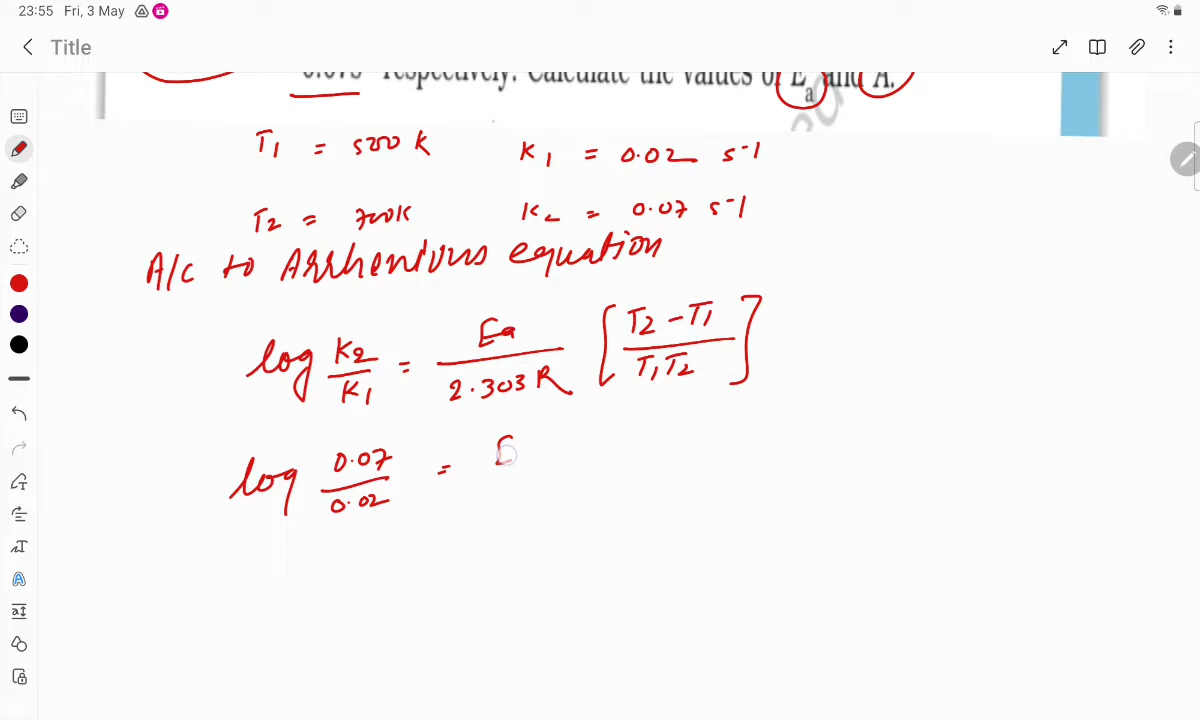 23:55 Fri, 3 May
Title
respectively. Calculate the values of Ea and A.
T1 = 500 K K1 = 0.02 s-1
T2 = 700K K2 = 0.07 s-1
A/c to Arrhenious equation
log K2/K1 = Ea/2.303R [T2-T1/T1T2]
log 0.07/0.02 = E